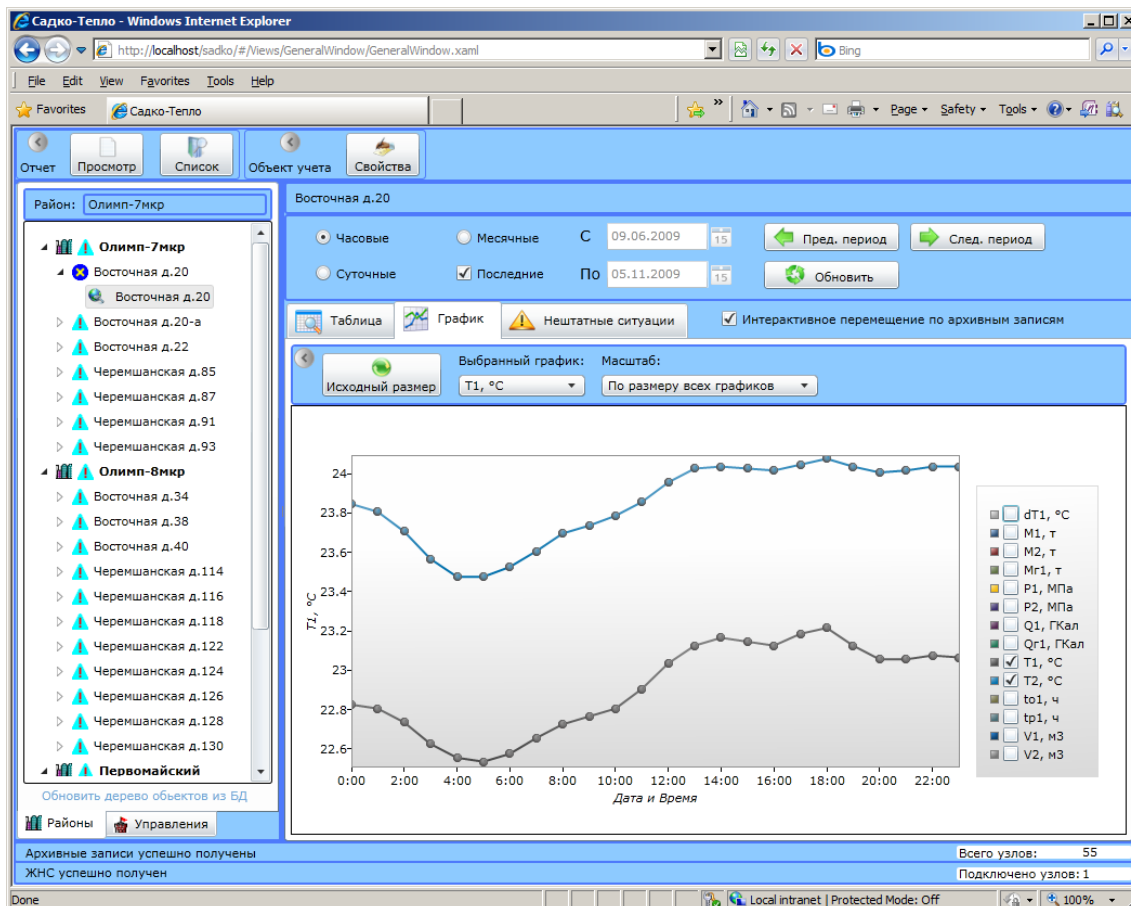 Садко-Тепло - Windows Internet Explorer
http://localhost/sadko/#/Views/GeneralWindow/GeneralWindow.xaml
Bing
File Edit View Favorites Tools Help
Favorites Садко-Тепло Page Safety Tools
Отчет Просмотр Список Объект учета Свойства
Район: Олимп-7мкр
Олимп-7мкр
Восточная д.20
Восточная д.20
Восточная д.20-а
Восточная д.22
Черемшанская д.85
Черемшанская д.87
Черемшанская д.91
Черемшанская д.93
Олимп-8мкр
Восточная д.34
Восточная д.38
Восточная д.40
Черемшанская д.114
Черемшанская д.116
Черемшанская д.118
Черемшанская д.122
Черемшанская д.124
Черемшанская д.126
Черемшанская д.128
Черемшанская д.130
Первомайский
Обновить дерево обьектов из БД
Районы Управления
Восточная д.20
Часовые Месячные С 09.06.2009 15 Пред. период След. период
Суточные Последние По 05.11.2009 15 Обновить
Таблица График Нештатные ситуации Интерактивное перемещение по архивным записям
Выбранный график: Масштаб:
Исходный размер T1, °C По размеру всех графиков
24
23.8
23.6
23.4
23.2
23
22.8
22.6
T1, °C
0:00 2:00 4:00 6:00 8:00 10:00 12:00 14:00 16:00 18:00 20:00 22:00
Дата и Время
dT1, °C
M1, т
M2, т
Mг1, т
P1, МПа
P2, МПа
Q1, ГКал
Qг1, ГКал
T1, °C
T2, °C
to1, ч
tp1, ч
V1, м3
V2, м3
Архивные записи успешно получены Всего узлов: 55
ЖНС успешно получен Подключено узлов: 1
Done Local intranet | Protected Mode: Off 100%